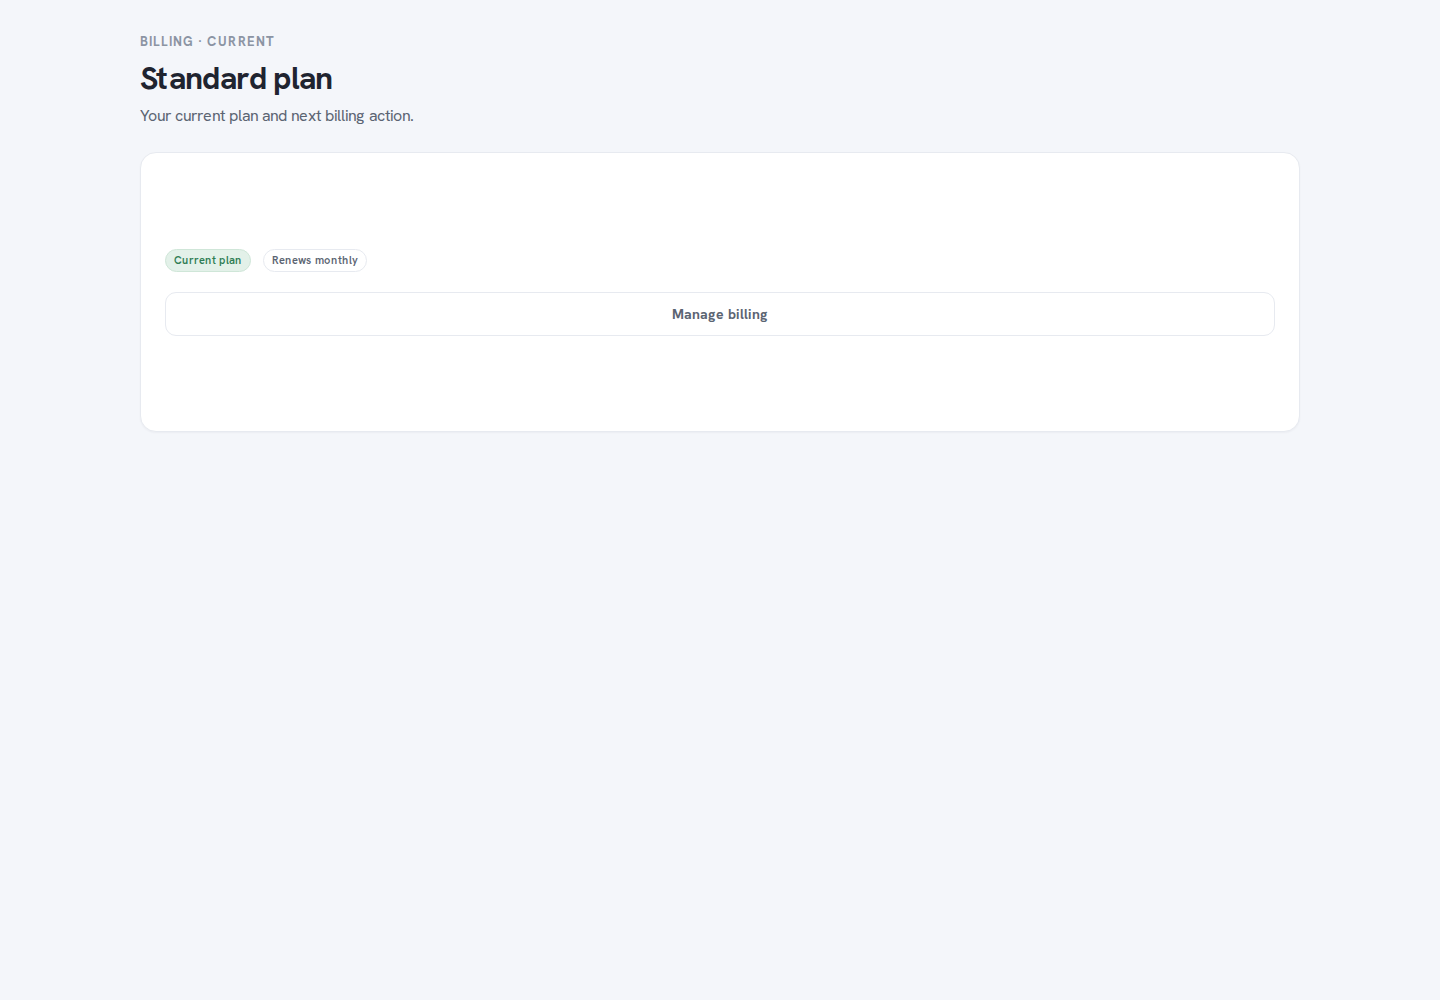 BILLING · CURRENT
Standard plan
Your current plan and next billing action.
Current plan Renews monthly
Manage billing